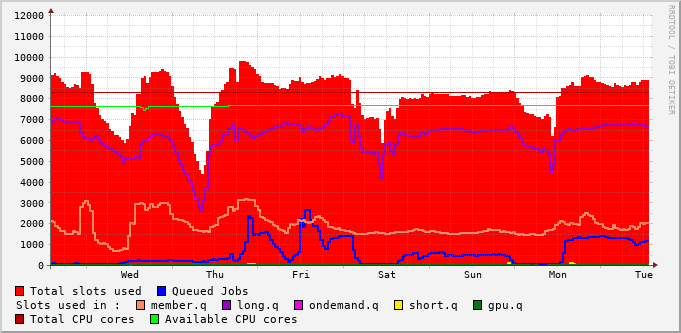 12000
11000
10000
9000
8000
7000
6000
5000
4000
3000
2000
1000
0
Wed Thu Fri Sat Sun Mon Tue
RRDTOOL / TOBI OETIKER
Total slots used Queued Jobs
Slots used in : member.q long.q ondemand.q short.q gpu.q
Total CPU cores Available CPU cores